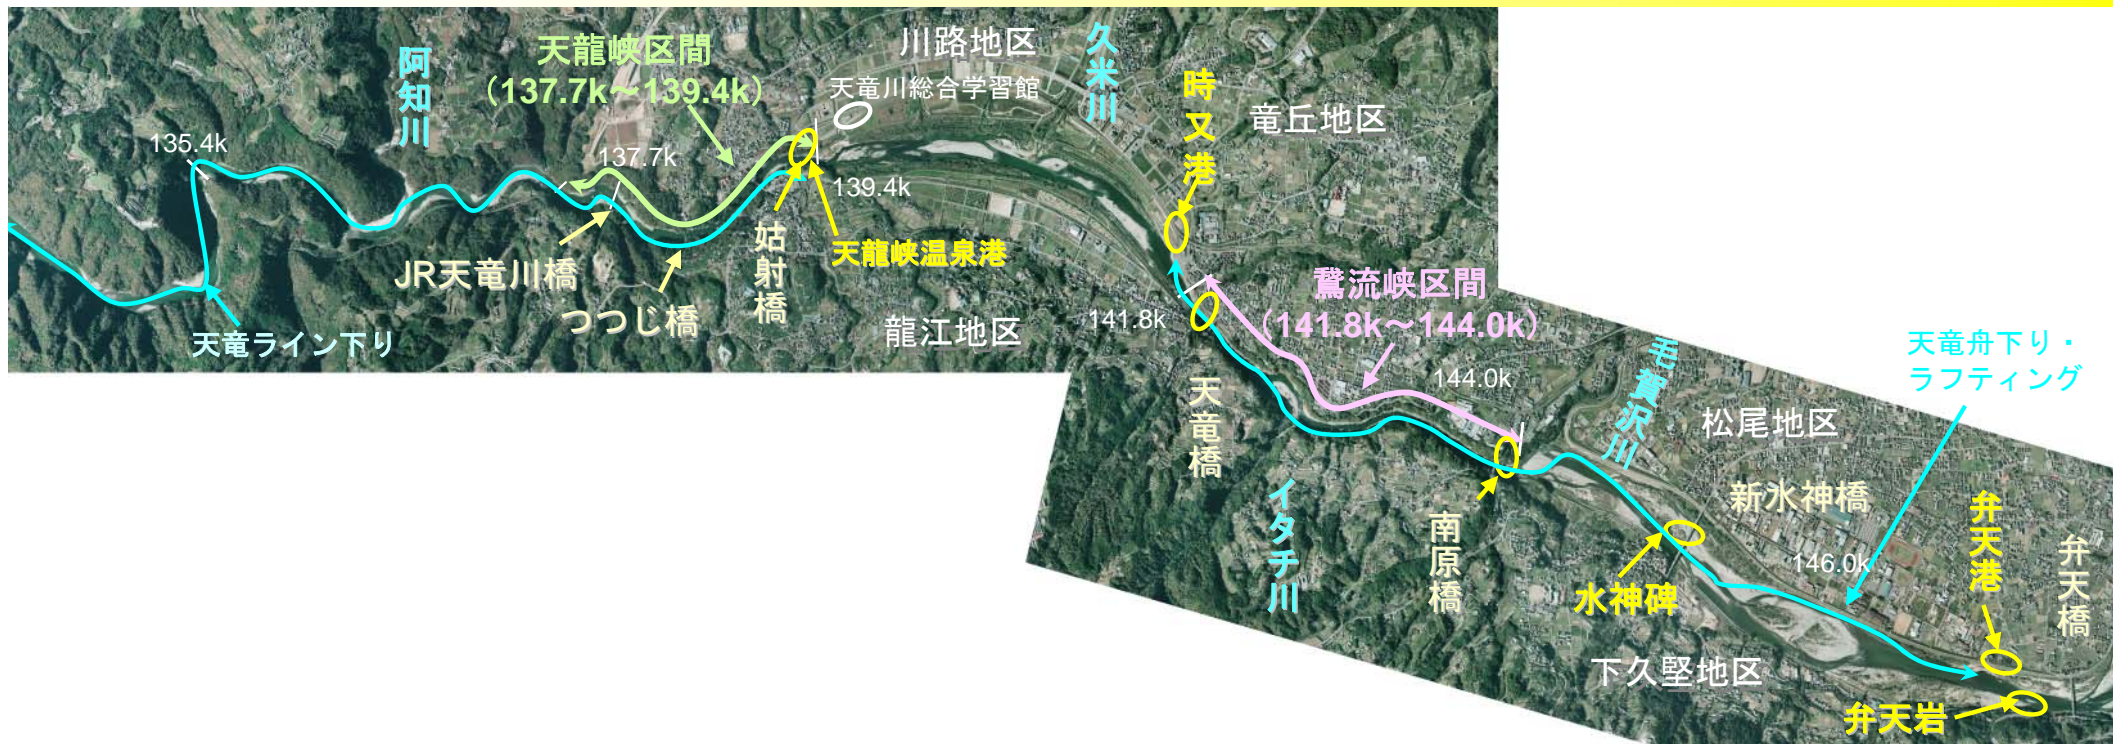 天龍峡区間
（137.7k～139.4k）
阿知川
川路地区
天竜川総合学習館
久米川
時又港
竜丘地区
135.4k
137.7k
139.4k
JR天竜川橋
つつじ橋
姑射橋
天龍峡温泉港
龍江地区
天竜ライン下り
141.8k
鵞流峡区間
（141.8k～144.0k）
144.0k
天竜橋
イタチ川
南原橋
毛賀沢川
松尾地区
新水神橋
水神碑
146.0k
天竜舟下り・
ラフティング
弁天港
弁天橋
下久堅地区
弁天岩